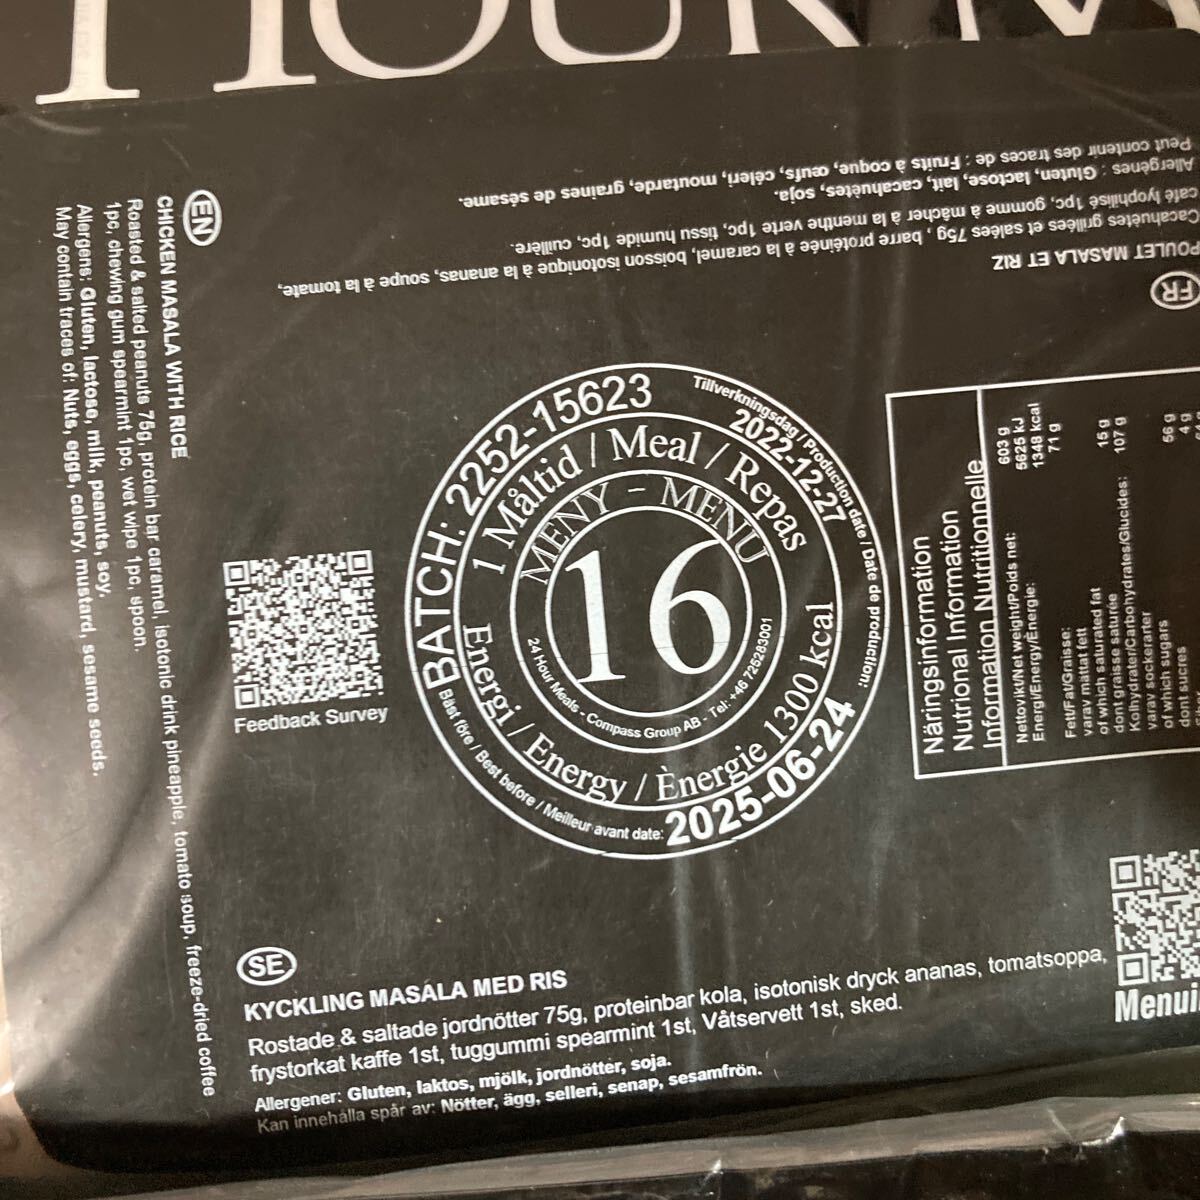 HOUR M
EN
CHICKEN MASALA WITH RICE
Roasted & salted peanuts 75g, protein bar caramel, isotonic drink pineapple, tomato soup, freeze-dried coffee
1pc, chewing gum spearmint 1pc, wet wipe 1pc, spoon.
Allergens: Gluten, lactose, milk, peanuts, soy.
May contain traces of: Nuts, eggs, celery, mustard, sesame seeds.
FR
POULET MASALA ET RIZ
Cacahuètes grillées et salées 75g, barre protéinée à la caramel, boisson isotonique à la ananas, soupe à la tomate,
café lyophilisé 1pc, gomme à mâcher à la menthe verte 1pc, tissu humide 1pc, cuillère.
Allergènes : Gluten, lactose, lait, cacahuètes, soja.
Peut contenir des traces de : Fruits à coque, œufs, céleri, moutarde, graines de sésame.
Feedback Survey
BATCH: 2252-15623
Tillverkningsdag / Production date / Date de production:
2022-12-27
1 Måltid / Meal / Repas
MENY - MENU
16
24 Hour Meals - Compass Group AB - Tel: +46 725283001
Energi / Energy / Ènergie 1300 kcal
Bäst före / Best before / Meilleur avant date: 2025-06-24
Näringsinformation
Nutritional Information
Information Nutritionnelle
Nettovikt/Net weight/Poids net: 603 g
Energi/Energy/Énergie: 5625 kJ
1348 kcal
Fett/Fat/Graisse: 71 g
varav mättat fett
of which saturated fat
dont graisse saturée 15 g
Kolhydrater/Carbohydrates/Glucides: 107 g
varav sockerarter
of which sugars
dont sucres 56 g
4 g
SE
KYCKLING MASALA MED RIS
Rostade & saltade jordnötter 75g, proteinbar kola, isotonisk dryck ananas, tomatsoppa,
frystorkat kaffe 1st, tuggummi spearmint 1st, Våtservett 1st, sked.
Allergener: Gluten, laktos, mjölk, jordnötter, soja.
Kan innehålla spår av: Nötter, ägg, selleri, senap, sesamfrön.
Menui